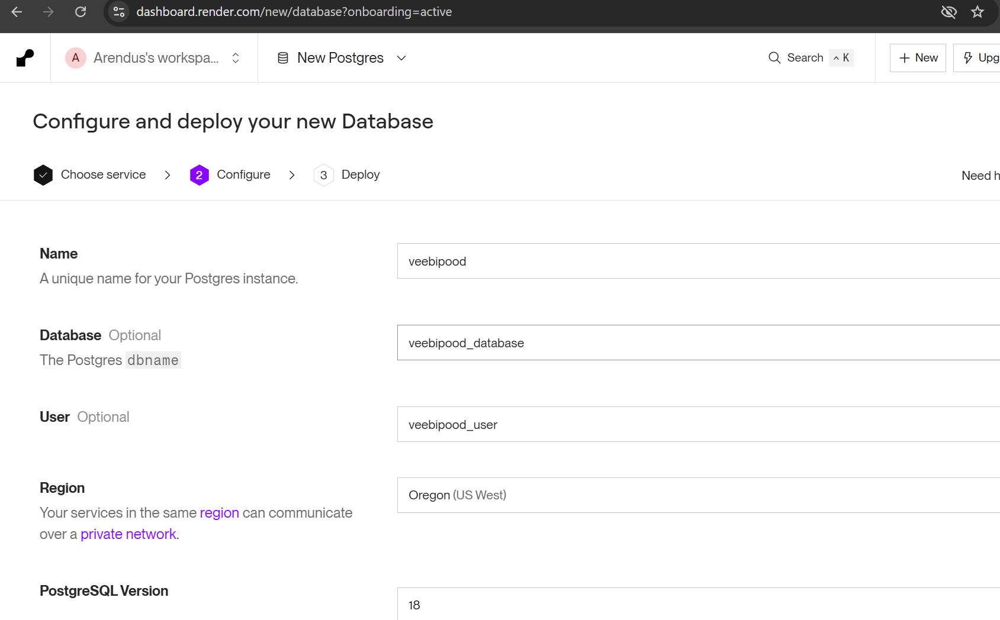 dashboard.render.com/new/database?onboarding=active
A Arendus's workspa... New Postgres Search ^ K + New Upg
Configure and deploy your new Database
Choose service 2 Configure 3 Deploy Need h
Name
A unique name for your Postgres instance.
veebipood
Database Optional
The Postgres dbname
veebipood_database
User Optional
veebipood_user
Region
Your services in the same region can communicate
over a private network.
Oregon (US West)
PostgreSQL Version
18